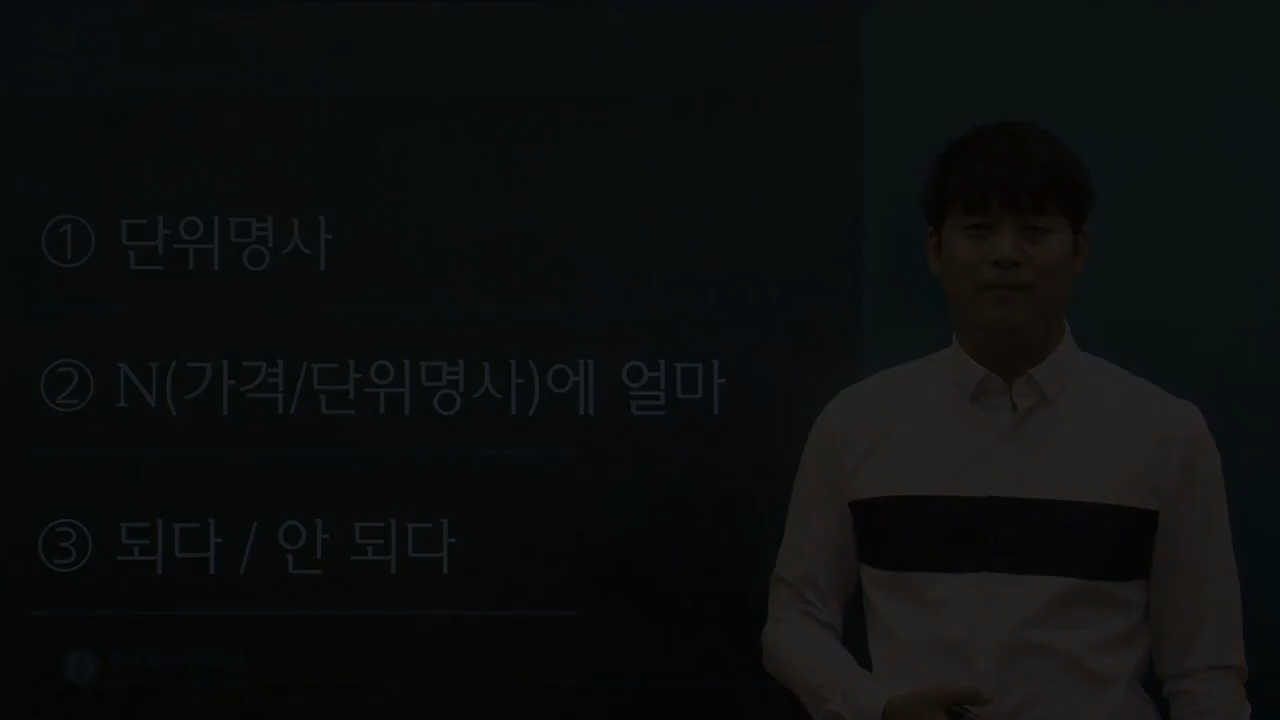 ① 단위명사
② N(가격/단위명사)에 얼마
③ 되다 / 안 되다